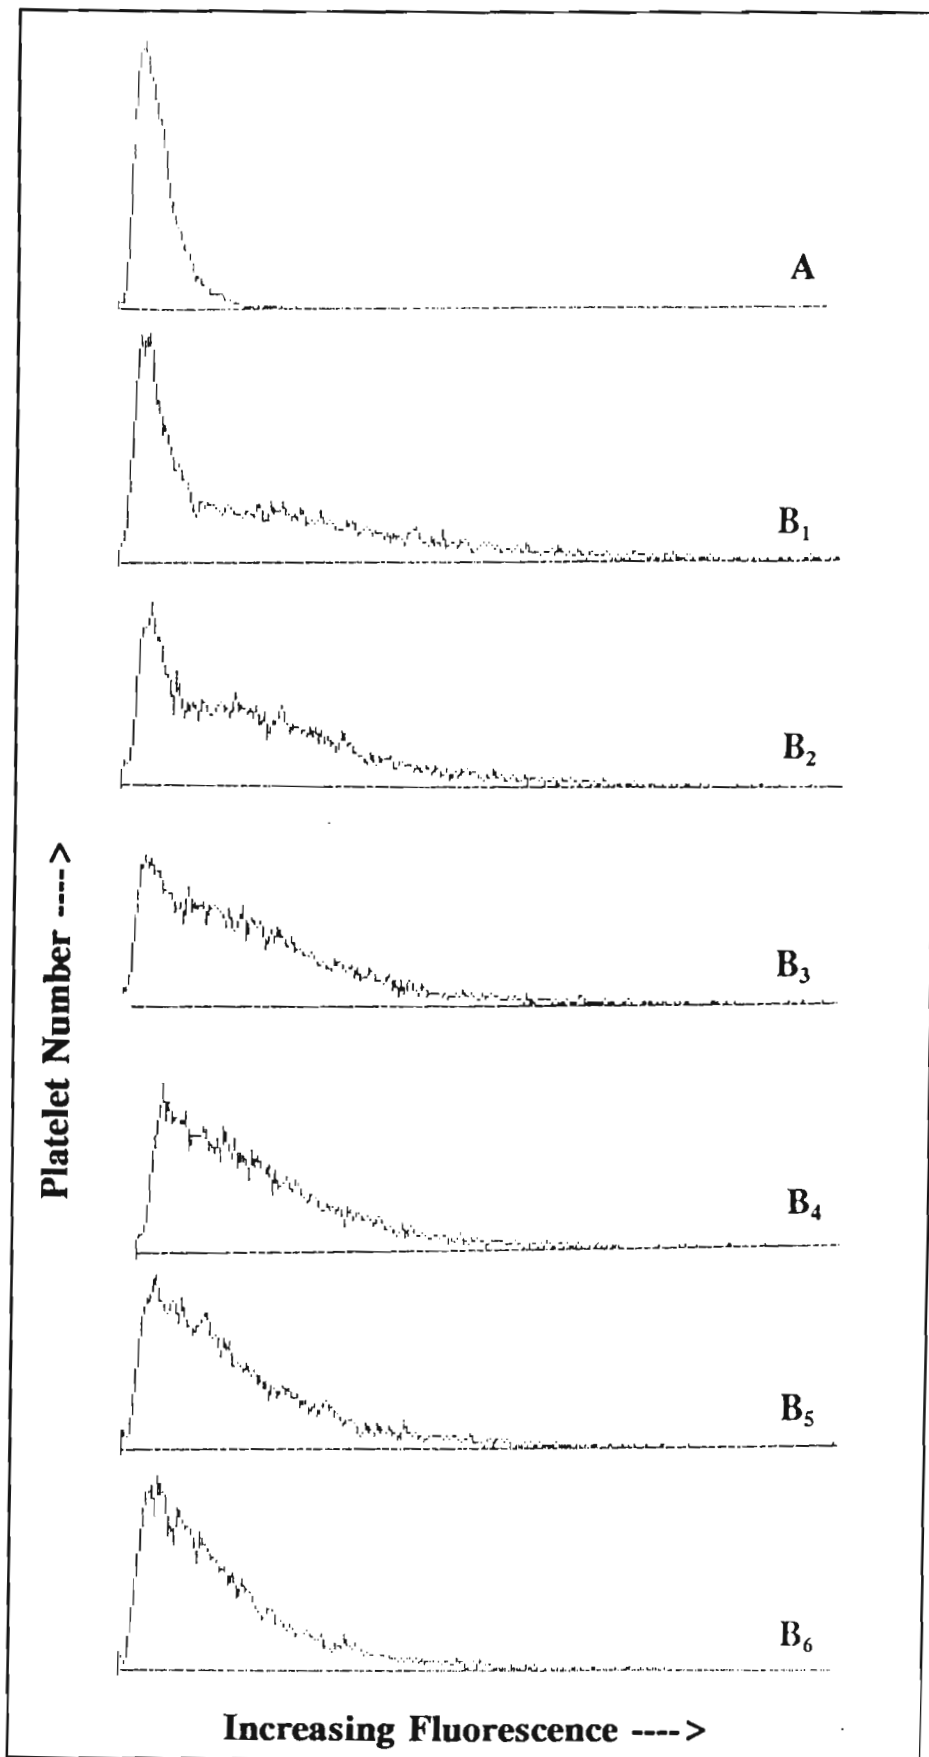 A
B₁
B₂
B₃
B₄
B₅
B₆
Platelet Number ---->
Increasing Fluorescence ---->